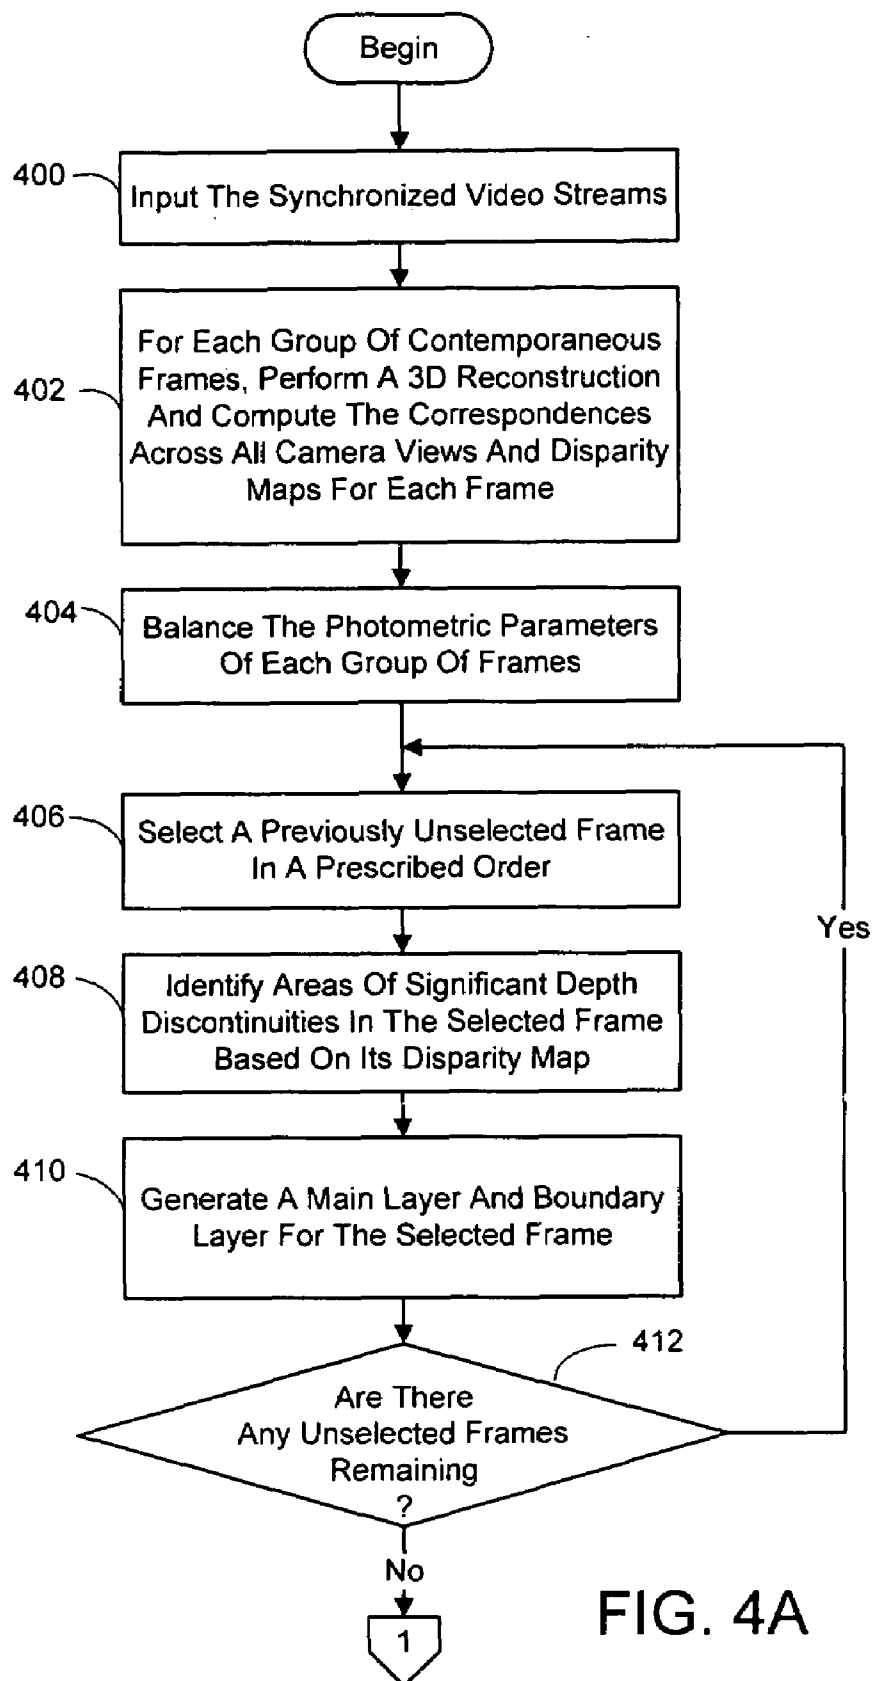 Begin
400
Input The Synchronized Video Streams
402
For Each Group Of Contemporaneous
Frames, Perform A 3D Reconstruction
And Compute The Correspondences
Across All Camera Views And Disparity
Maps For Each Frame
404
Balance The Photometric Parameters
Of Each Group Of Frames
406
Select A Previously Unselected Frame
In A Prescribed Order
Yes
408
Identify Areas Of Significant Depth
Discontinuities In The Selected Frame
Based On Its Disparity Map
410
Generate A Main Layer And Boundary
Layer For The Selected Frame
412
Are There
Any Unselected Frames
Remaining
?
No
1
FIG. 4A